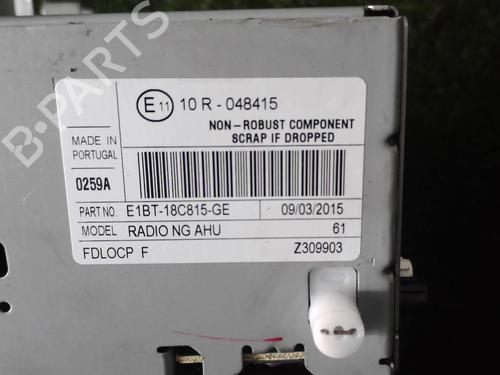 B-PARTS
E 11 10 R - 048415
NON-ROBUST COMPONENT
SCRAP IF DROPPED
MADE IN
PORTUGAL
0259A
PART NO. E1BT-18C815-GE 09/03/2015
MODEL RADIO NG AHU 61
FDLOCP F Z309903